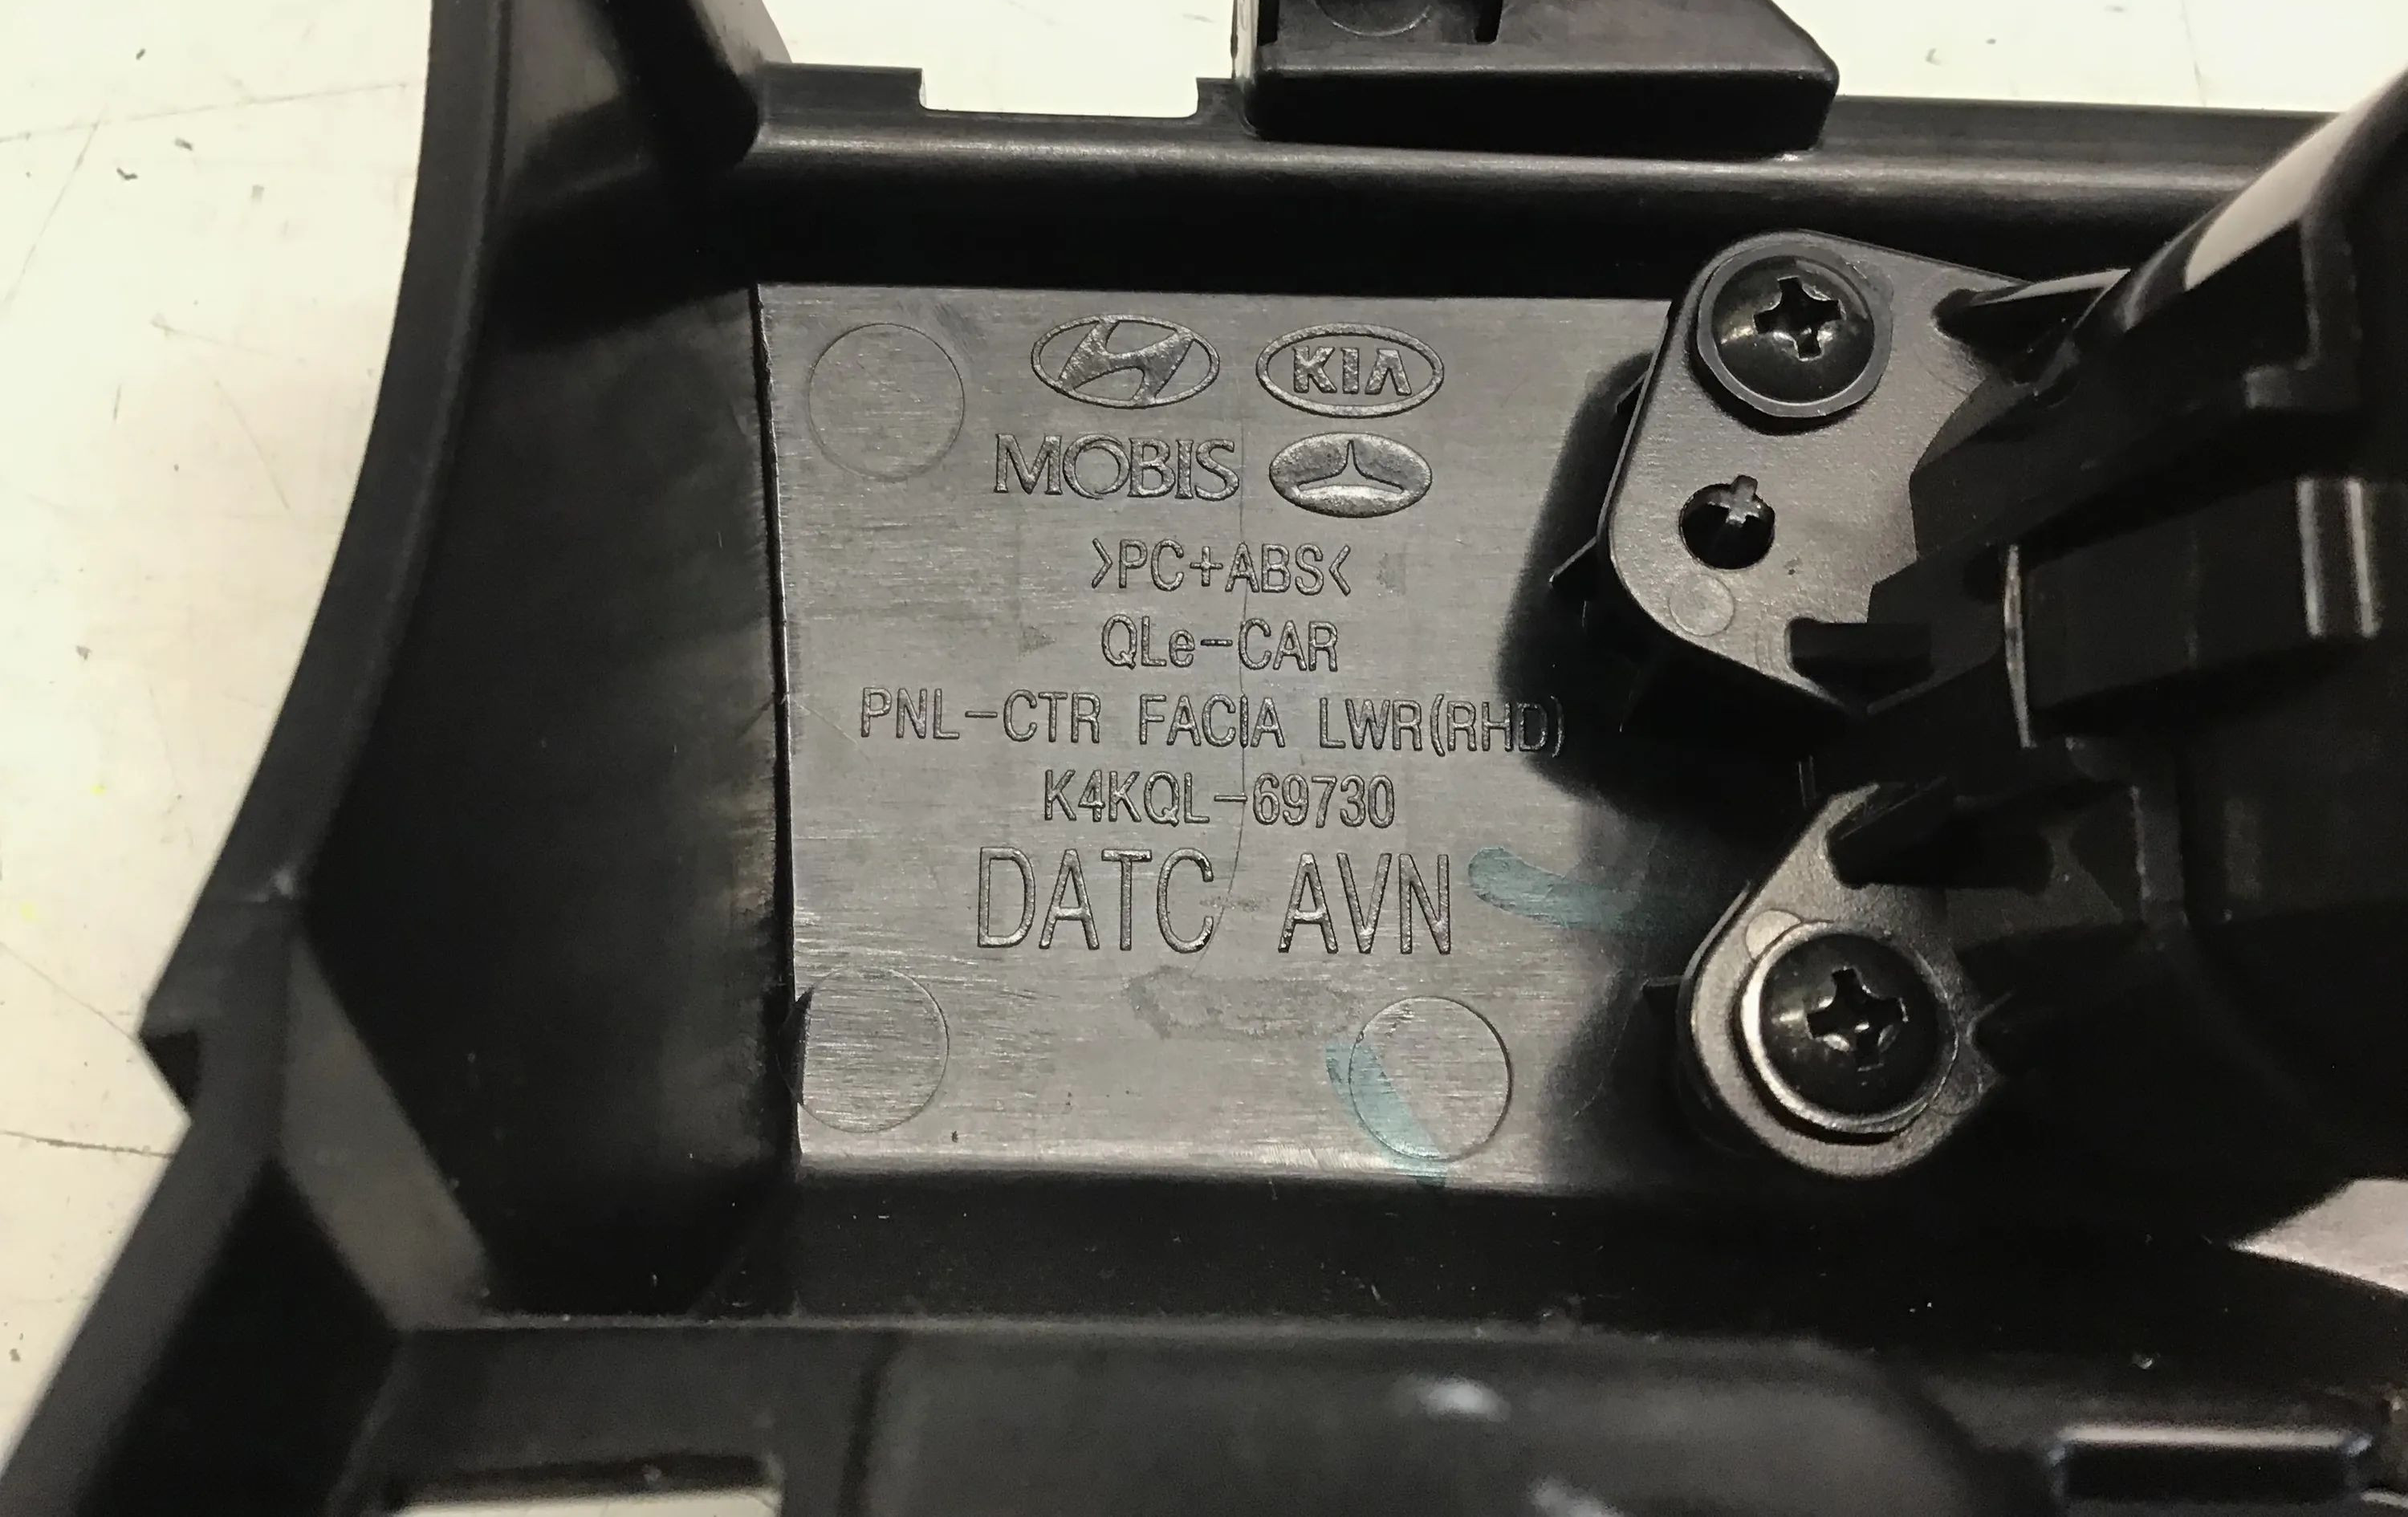 KIA
MOBIS
>PC+ABS<
QLe-CAR
PNL-CTR FACIA LWR(RHD)
K4KQL-69730
DATC AVN